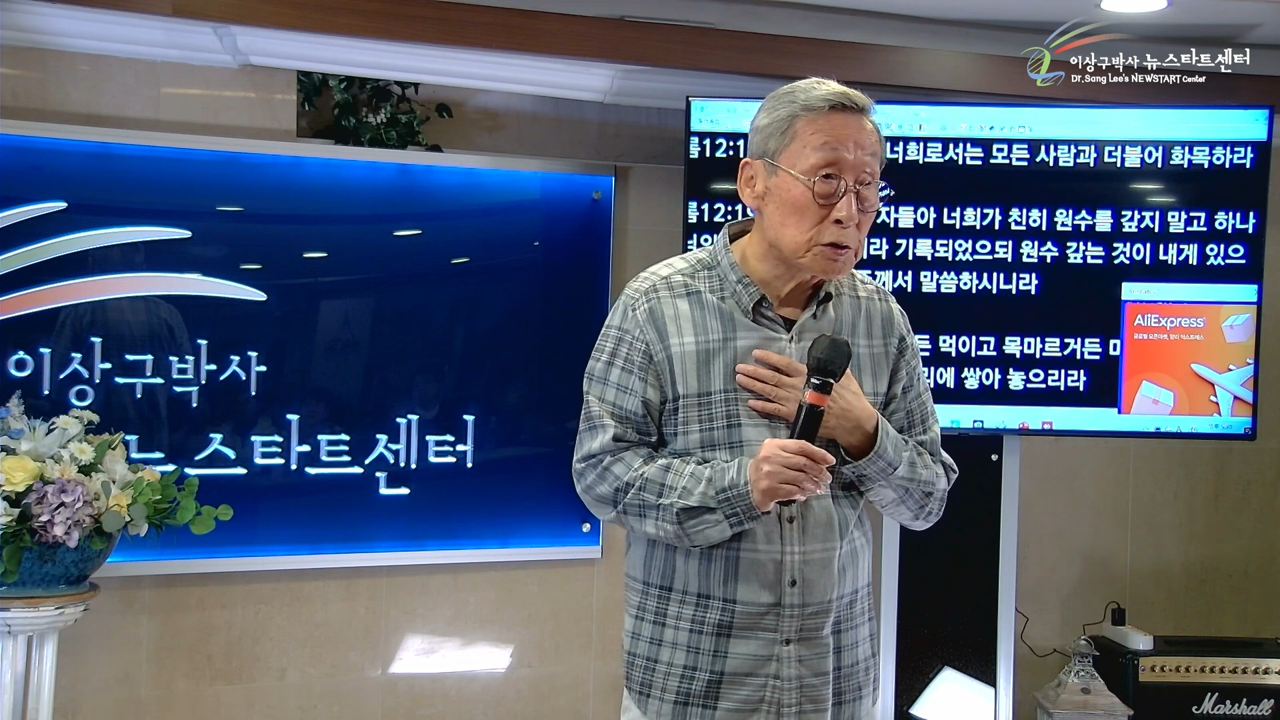 이상구박사 뉴스타트센터
Dr. Sang Lee's NEWSTART Center
롬12:1 너희로서는 모든 사람과 더불어 화목하라
롬12:19 자들아 너희가 친히 원수를 갚지 말고 하나
라 기록되었으되 원수 갚는 것이 내게 있으
께서 말씀하시니라
든 먹이고 목마르거든
에 쌓아 놓으리라
AliExpress
이상구박사
뉴스타트센터
Marshall